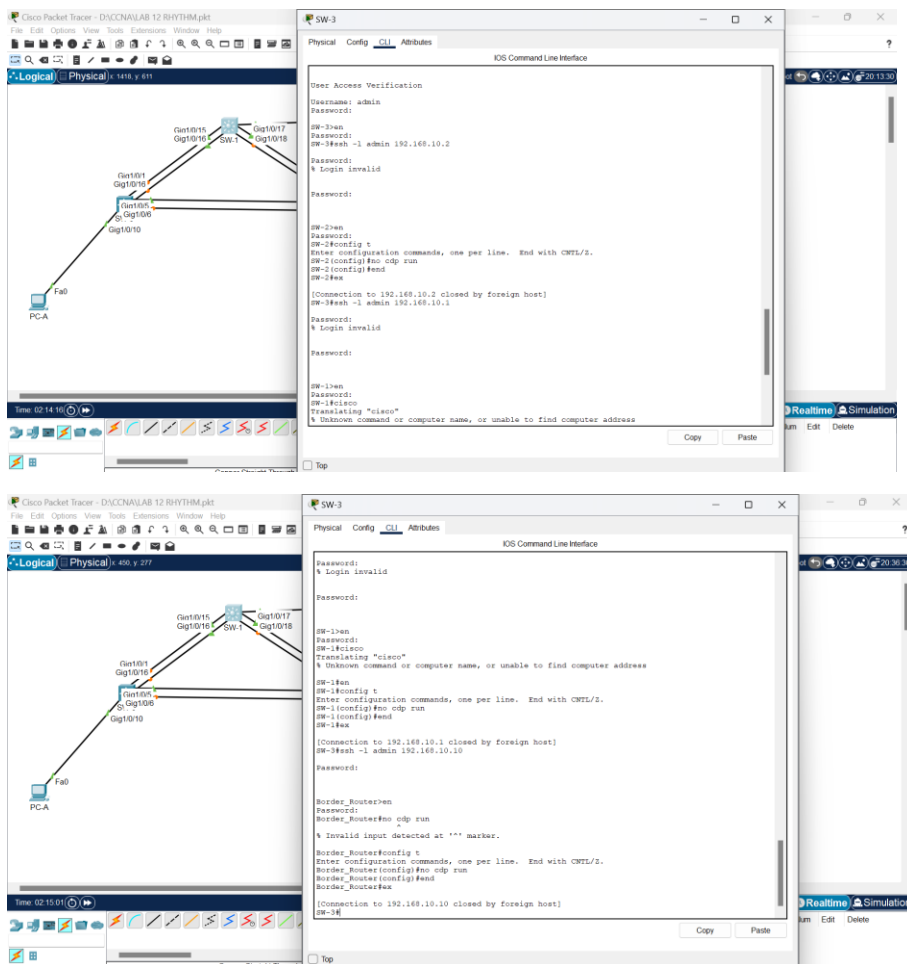 Cisco Packet Tracer - D:\CCNA\LAB 12 RHYTHM.pkt
File Edit Options View Tools Extensions Window Help
Logical Physical x: 1418, y: 611
20:13:30
Gig1/0/15
Gig1/0/17
Gig1/0/16
SW-1
Gig1/0/18
Gig1/0/1
Gig1/0/16
Gig1/0/5
Gig1/0/6
Gig1/0/10
Fa0
PC-A
Time: 02:14:16
Realtime Simulation
Edit Delete
SW-3
Physical Config CLI Attributes
IOS Command Line Interface
User Access Verification
Username: admin
Password:
SW-3>en
Password:
SW-3#ssh -l admin 192.168.10.2
Password:
% Login invalid
Password:
SW-2>en
Password:
SW-2#config t
Enter configuration commands, one per line. End with CNTL/Z.
SW-2(config)#no cdp run
SW-2(config)#end
SW-2#ex
[Connection to 192.168.10.2 closed by foreign host]
SW-3#ssh -l admin 192.168.10.1
Password:
% Login invalid
Password:
SW-1>en
Password:
SW-1#cisco
Translating "cisco"
% Unknown command or computer name, or unable to find computer address
Copy Paste
Top
Cisco Packet Tracer - D:\CCNA\LAB 12 RHYTHM.pkt
File Edit Options View Tools Extensions Window Help
Logical Physical x: 450, y: 277
20:36:3
Gig1/0/15
Gig1/0/17
Gig1/0/16
SW-1
Gig1/0/18
Gig1/0/1
Gig1/0/16
Gig1/0/5
Gig1/0/6
Gig1/0/10
Fa0
PC-A
Time: 02:15:01
Realtime Simulation
Edit Delete
SW-3
Physical Config CLI Attributes
IOS Command Line Interface
Password:
% Login invalid
Password:
SW-1>en
Password:
SW-1#cisco
Translating "cisco"
% Unknown command or computer name, or unable to find computer address
SW-1#en
SW-1#config t
Enter configuration commands, one per line. End with CNTL/Z.
SW-1(config)#no cdp run
SW-1(config)#end
SW-1#ex
[Connection to 192.168.10.1 closed by foreign host]
SW-3#ssh -l admin 192.168.10.10
Password:
Border_Router>en
Password:
Border_Router#no cdp run
^
% Invalid input detected at '^' marker.
Border_Router#config t
Enter configuration commands, one per line. End with CNTL/Z.
Border_Router(config)#no cdp run
Border_Router(config)#end
Border_Router#ex
[Connection to 192.168.10.10 closed by foreign host]
SW-3#
Copy Paste
Top